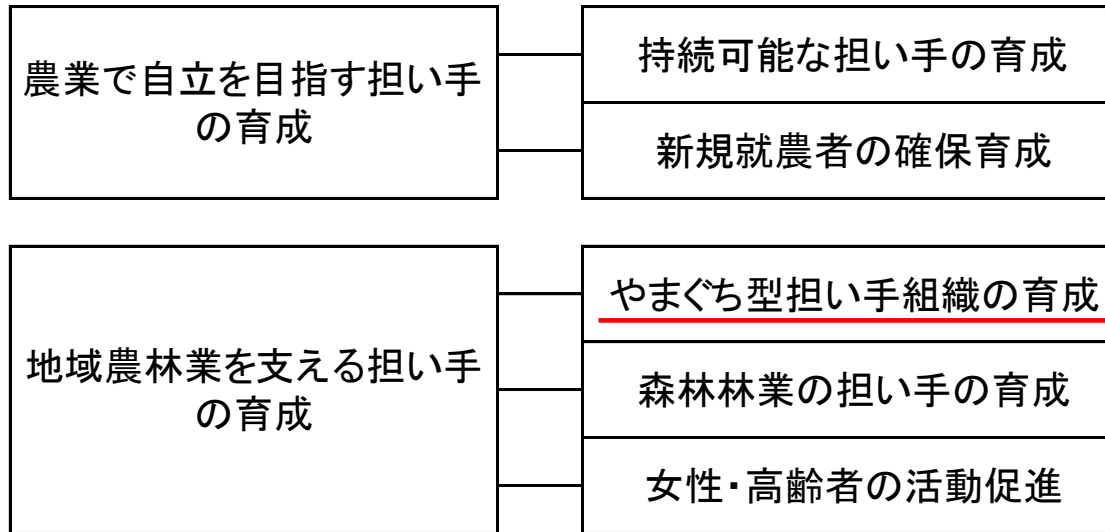 農業で自立を目指す担い手
の育成
持続可能な担い手の育成
新規就農者の確保育成
地域農林業を支える担い手
の育成
やまぐち型担い手組織の育成
森林林業の担い手の育成
女性・高齢者の活動促進